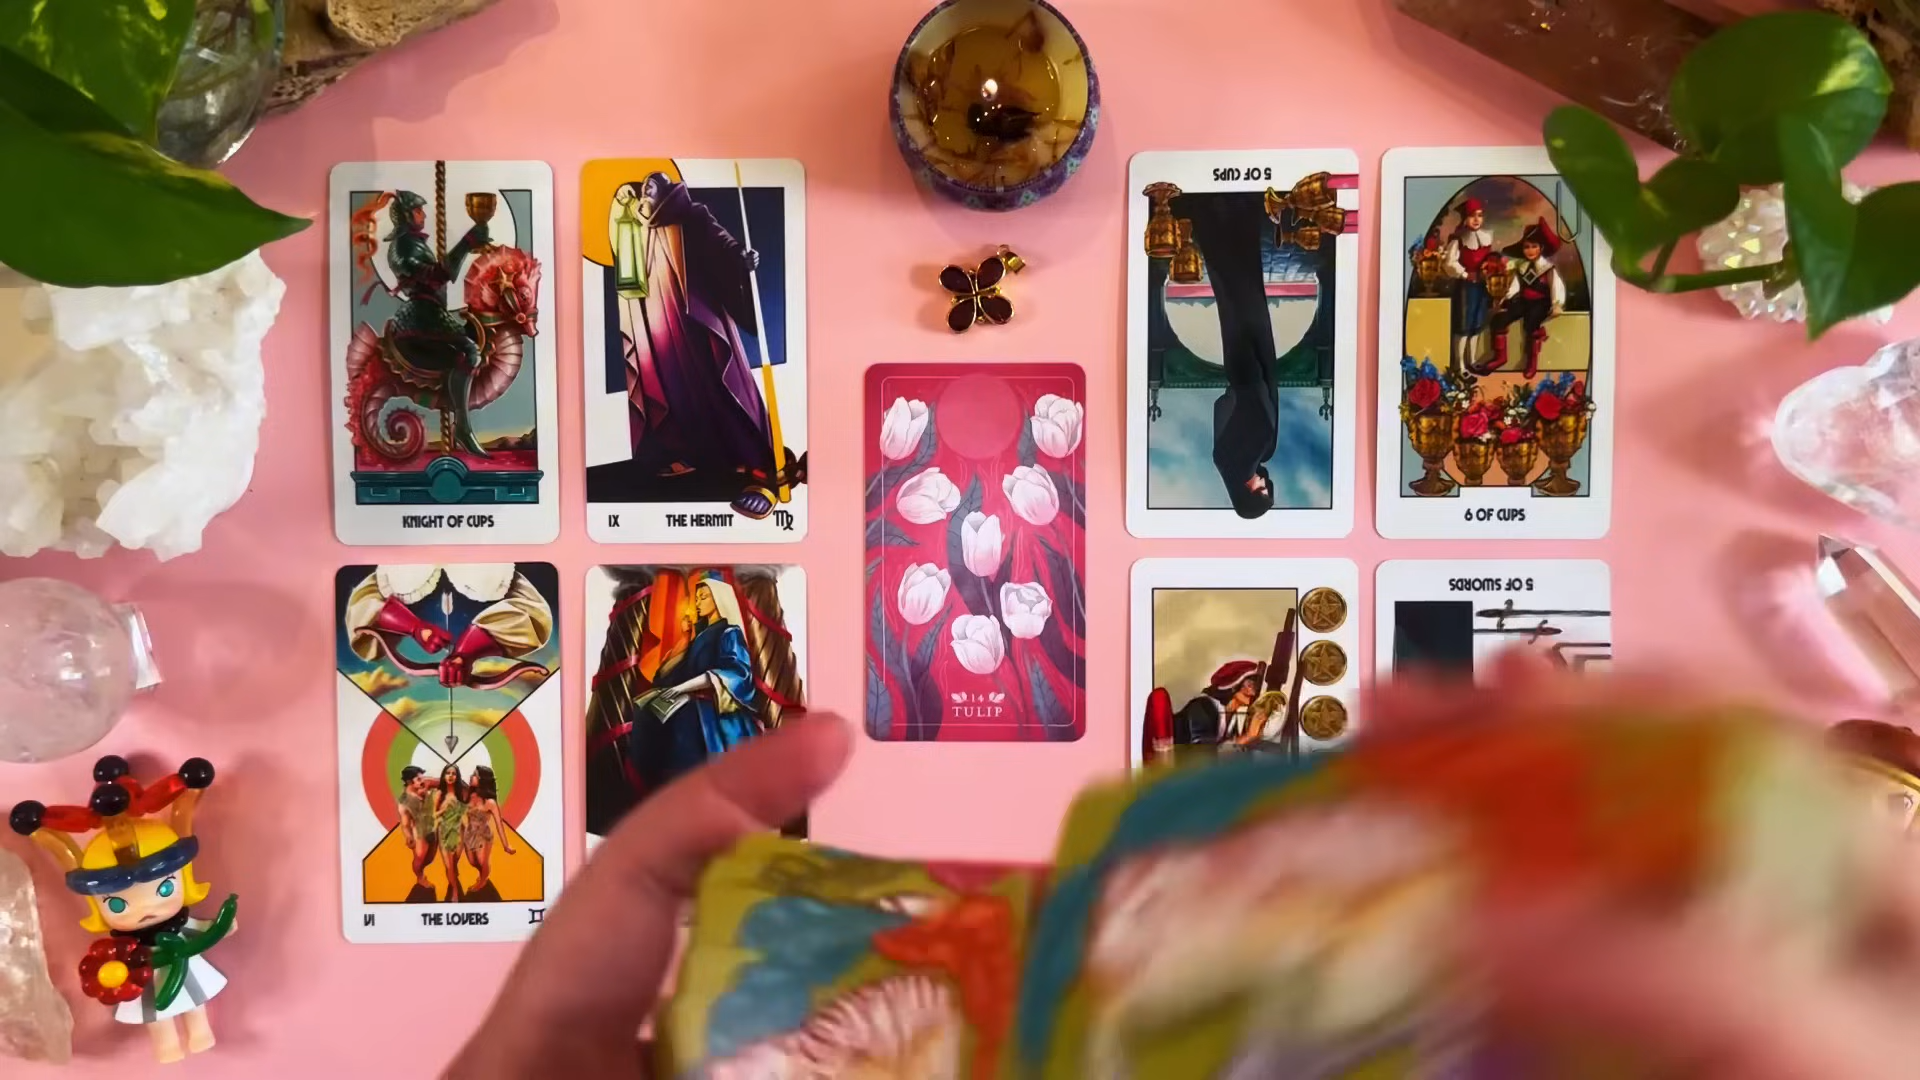 KNIGHT OF CUPS
IX THE HERMIT ♍
5 OF CUPS
6 OF CUPS
14
TULIP
5 OF SWORDS
VI THE LOVERS ♊